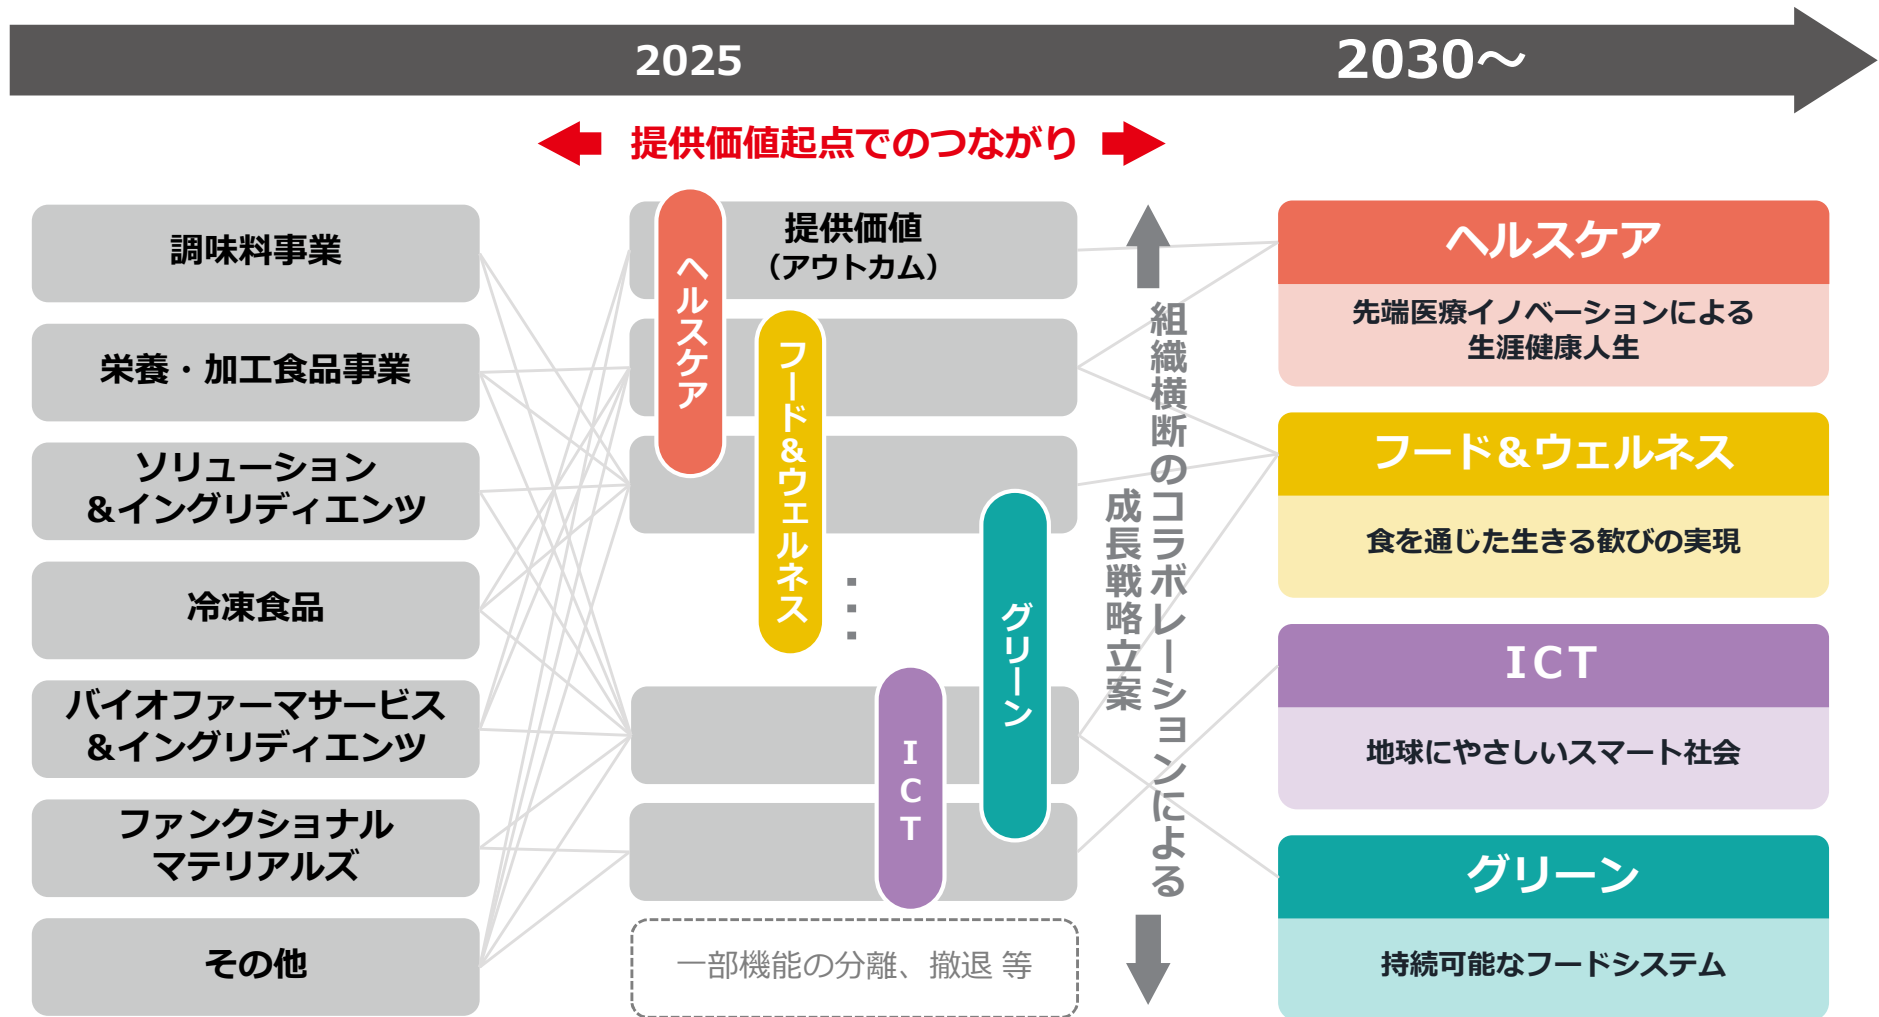 2025
2030～
提供価値起点でのつながり
調味料事業
栄養・加工食品事業
ソリューション
&イングリディエンツ
冷凍食品
バイオファーマサービス
&イングリディエンツ
ファンクショナル
マテリアルズ
その他
提供価値
（アウトカム）
ヘルスケア
フード&ウェルネス
ICT
グリーン
一部機能の分離、撤退 等
組織横断のコラボレーションによる
成長戦略立案
ヘルスケア
先端医療イノベーションによる
生涯健康人生
フード&ウェルネス
食を通じた生きる歓びの実現
ICT
地球にやさしいスマート社会
グリーン
持続可能なフードシステム